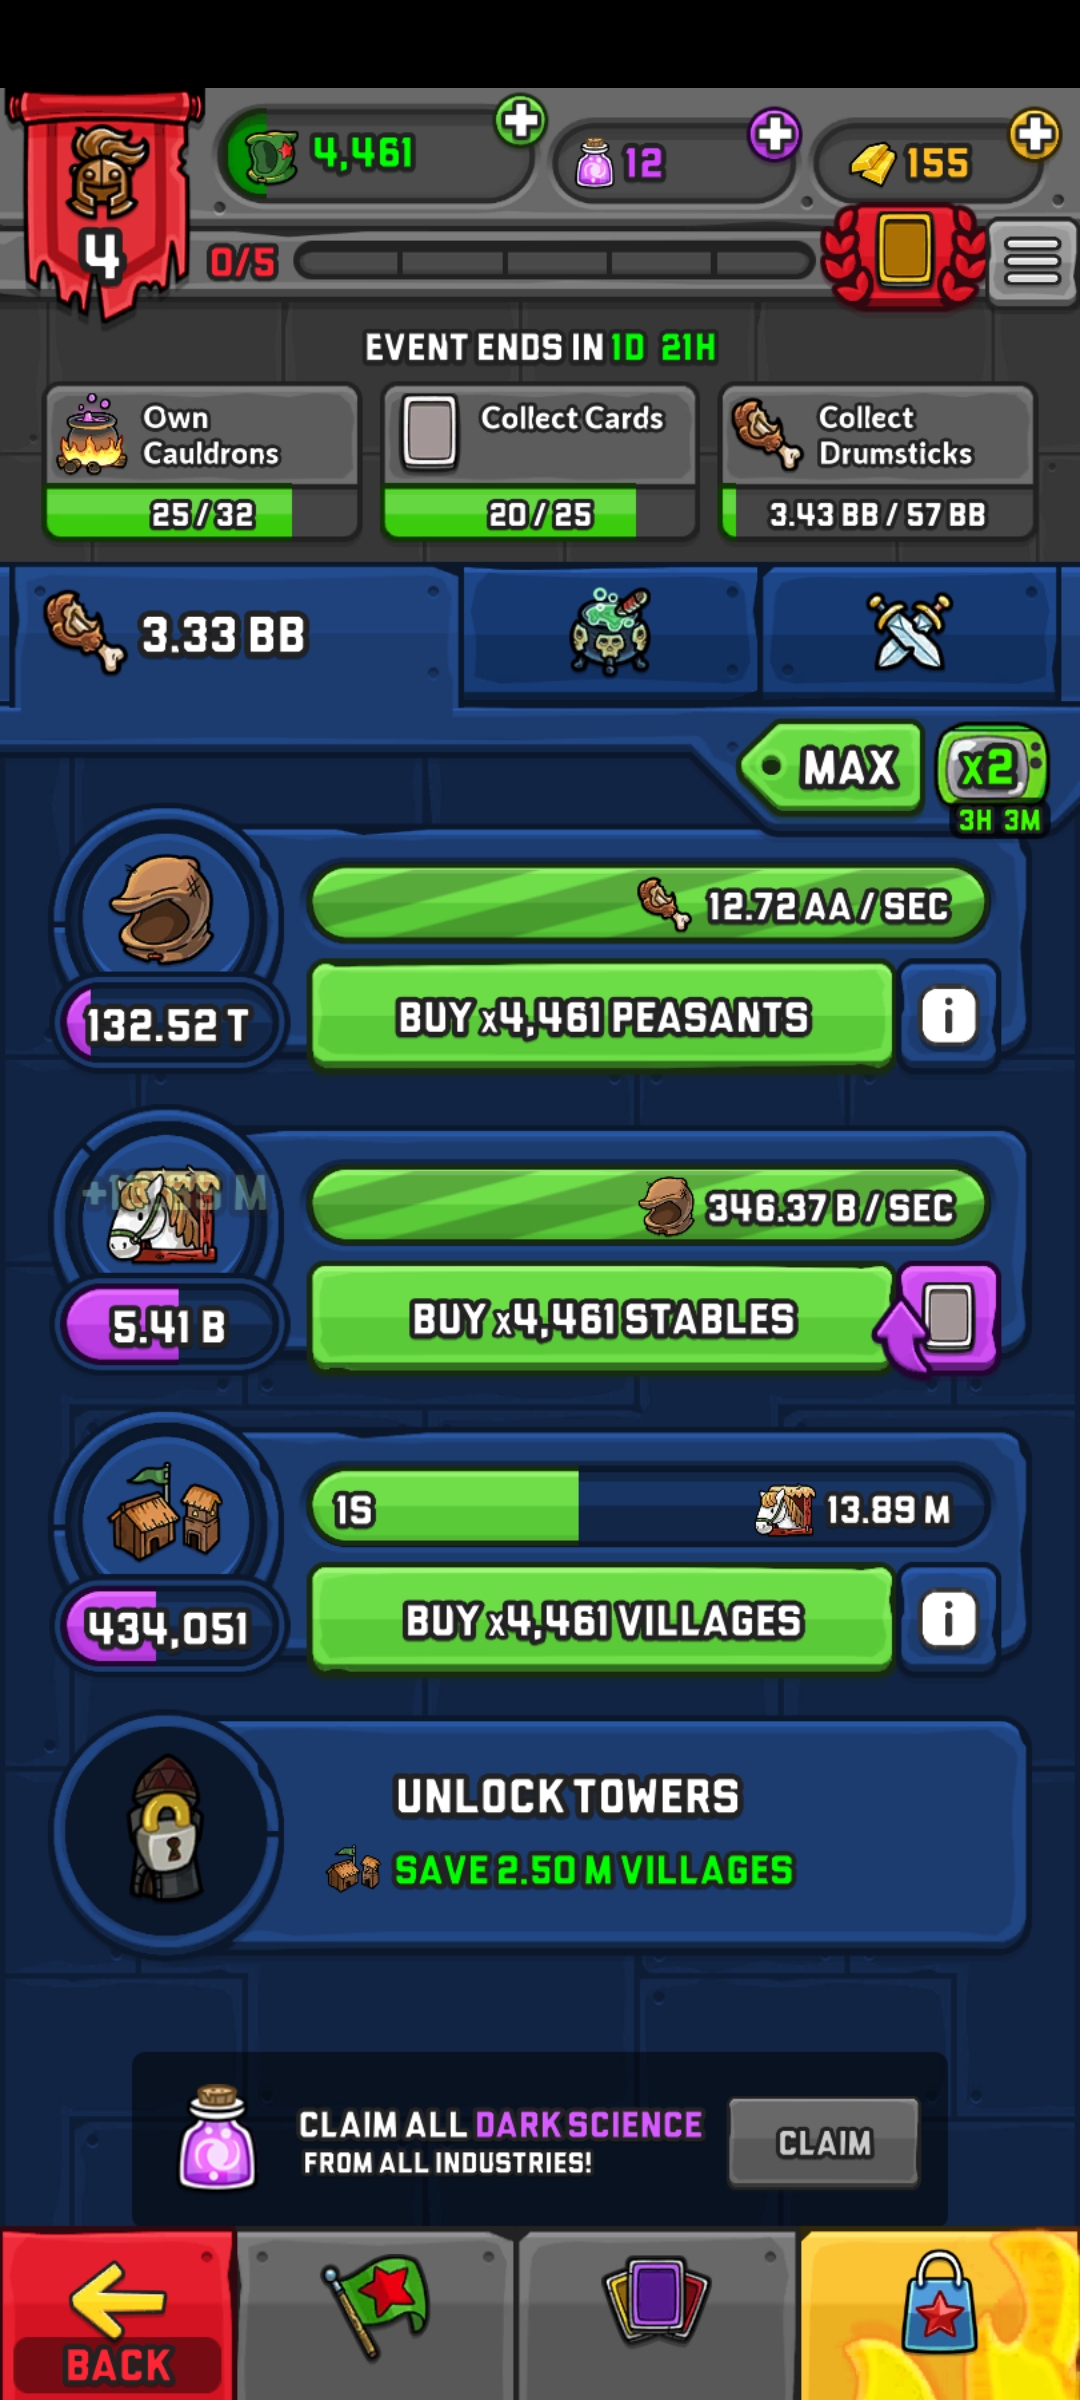 4,461
12
155
4
0/5
EVENT ENDS IN 1D 21H
Own Cauldrons
25/32
Collect Cards
20/25
Collect Drumsticks
3.43 BB / 57 BB
3.33 BB
MAX
x2
3H 3M
12.72 AA / SEC
132.52 T
BUY x4,461 PEASANTS
i
346.37 B / SEC
5.41 B
BUY x4,461 STABLES
1S
13.89 M
434,051
BUY x4,461 VILLAGES
i
UNLOCK TOWERS
SAVE 2.50 M VILLAGES
CLAIM ALL DARK SCIENCE
FROM ALL INDUSTRIES!
CLAIM
BACK